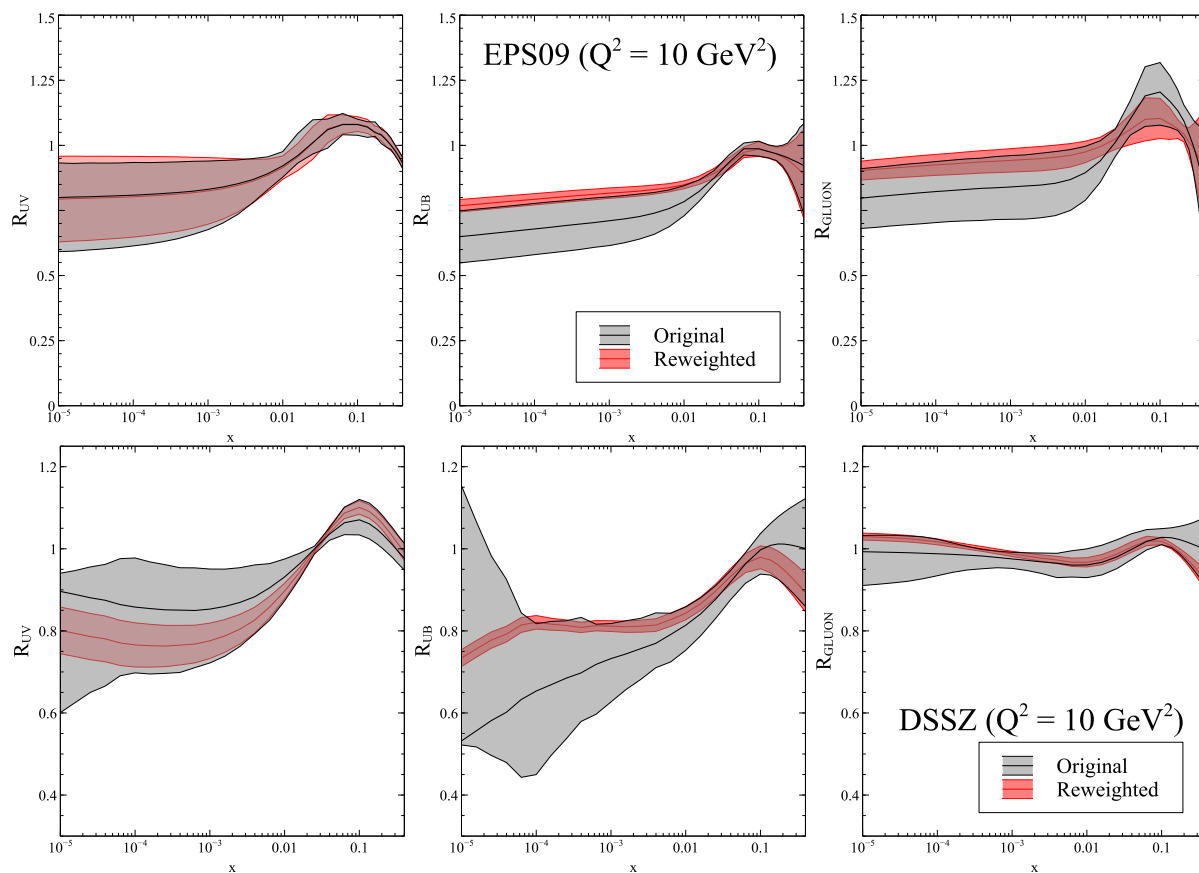 1.5
1.25
1
R_UV
0.5
0.25
0
10^-5 10^-4 10^-3 0.01 0.1
x
EPS09 (Q^2 = 10 GeV^2)
1.5
1.25
1
R_UB
0.5
0.25
0
Original
Reweighted
10^-5 10^-4 10^-3 0.01 0.1
x
1.5
1.25
1
R_GLUON
0.5
0.25
0
10^-5 10^-4 10^-3 0.01 0.1
x
1.2
1
0.8
R_UV
0.6
0.4
10^-5 10^-4 10^-3 0.01 0.1
x
1.2
1
0.8
R_UB
0.6
0.4
10^-5 10^-4 10^-3 0.01 0.1
x
1.2
1
0.8
R_GLUON
0.6
0.4
DSSZ (Q^2 = 10 GeV^2)
Original
Reweighted
10^-5 10^-4 10^-3 0.01 0.1
x